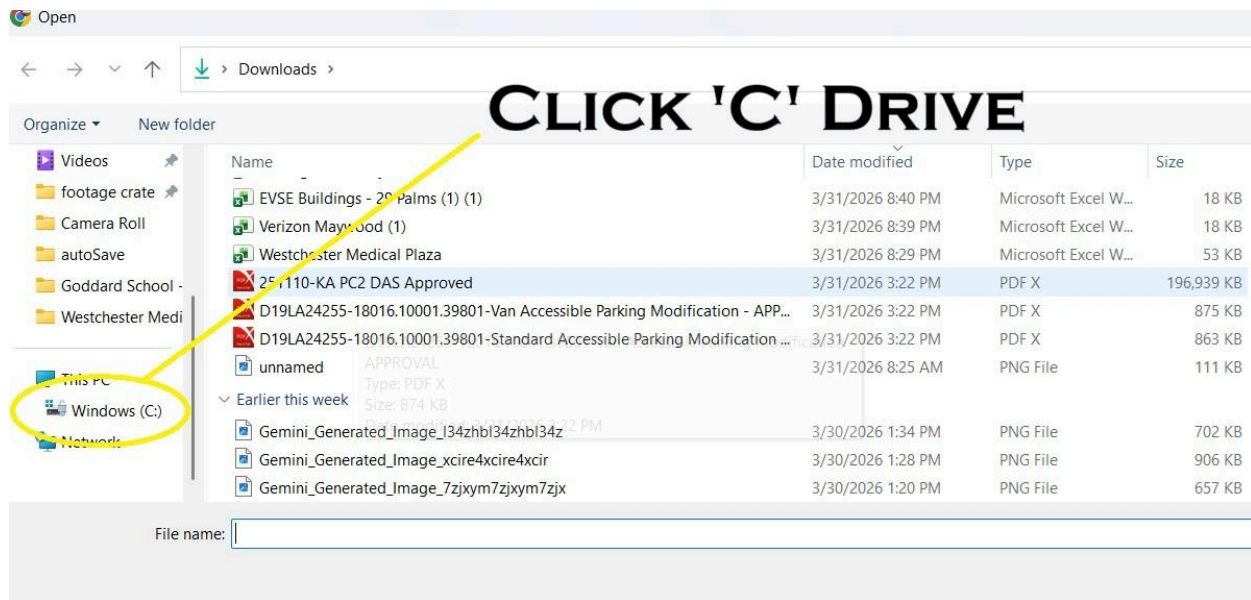 Open
Downloads
CLICK 'C' DRIVE
Organize
New folder
Videos
footage crate
Camera Roll
autoSave
Goddard School -
Westchester Medi
This PC
Windows (C:)
Network
Name Date modified Type Size
EVSE Buildings - 29 Palms (1) (1) 3/31/2026 8:40 PM Microsoft Excel W... 18 KB
Verizon Maywood (1) 3/31/2026 8:39 PM Microsoft Excel W... 18 KB
Westchester Medical Plaza 3/31/2026 8:29 PM Microsoft Excel W... 53 KB
251110-KA PC2 DAS Approved 3/31/2026 3:22 PM PDF X 196,939 KB
D19LA24255-18016.10001.39801-Van Accessible Parking Modification - APP... 3/31/2026 3:22 PM PDF X 875 KB
D19LA24255-18016.10001.39801-Standard Accessible Parking Modification ... 3/31/2026 3:22 PM PDF X 863 KB
unnamed 3/31/2026 8:25 AM PNG File 111 KB
APPROVAL
Type: PDF X
Size: 874 KB
Earlier this week
Gemini_Generated_Image_l34zhbl34zhbl34z 3/30/2026 1:34 PM PNG File 702 KB
Gemini_Generated_Image_xcire4xcire4xcir 3/30/2026 1:28 PM PNG File 906 KB
Gemini_Generated_Image_7zjxym7zjxym7zjx 3/30/2026 1:20 PM PNG File 657 KB
File name: